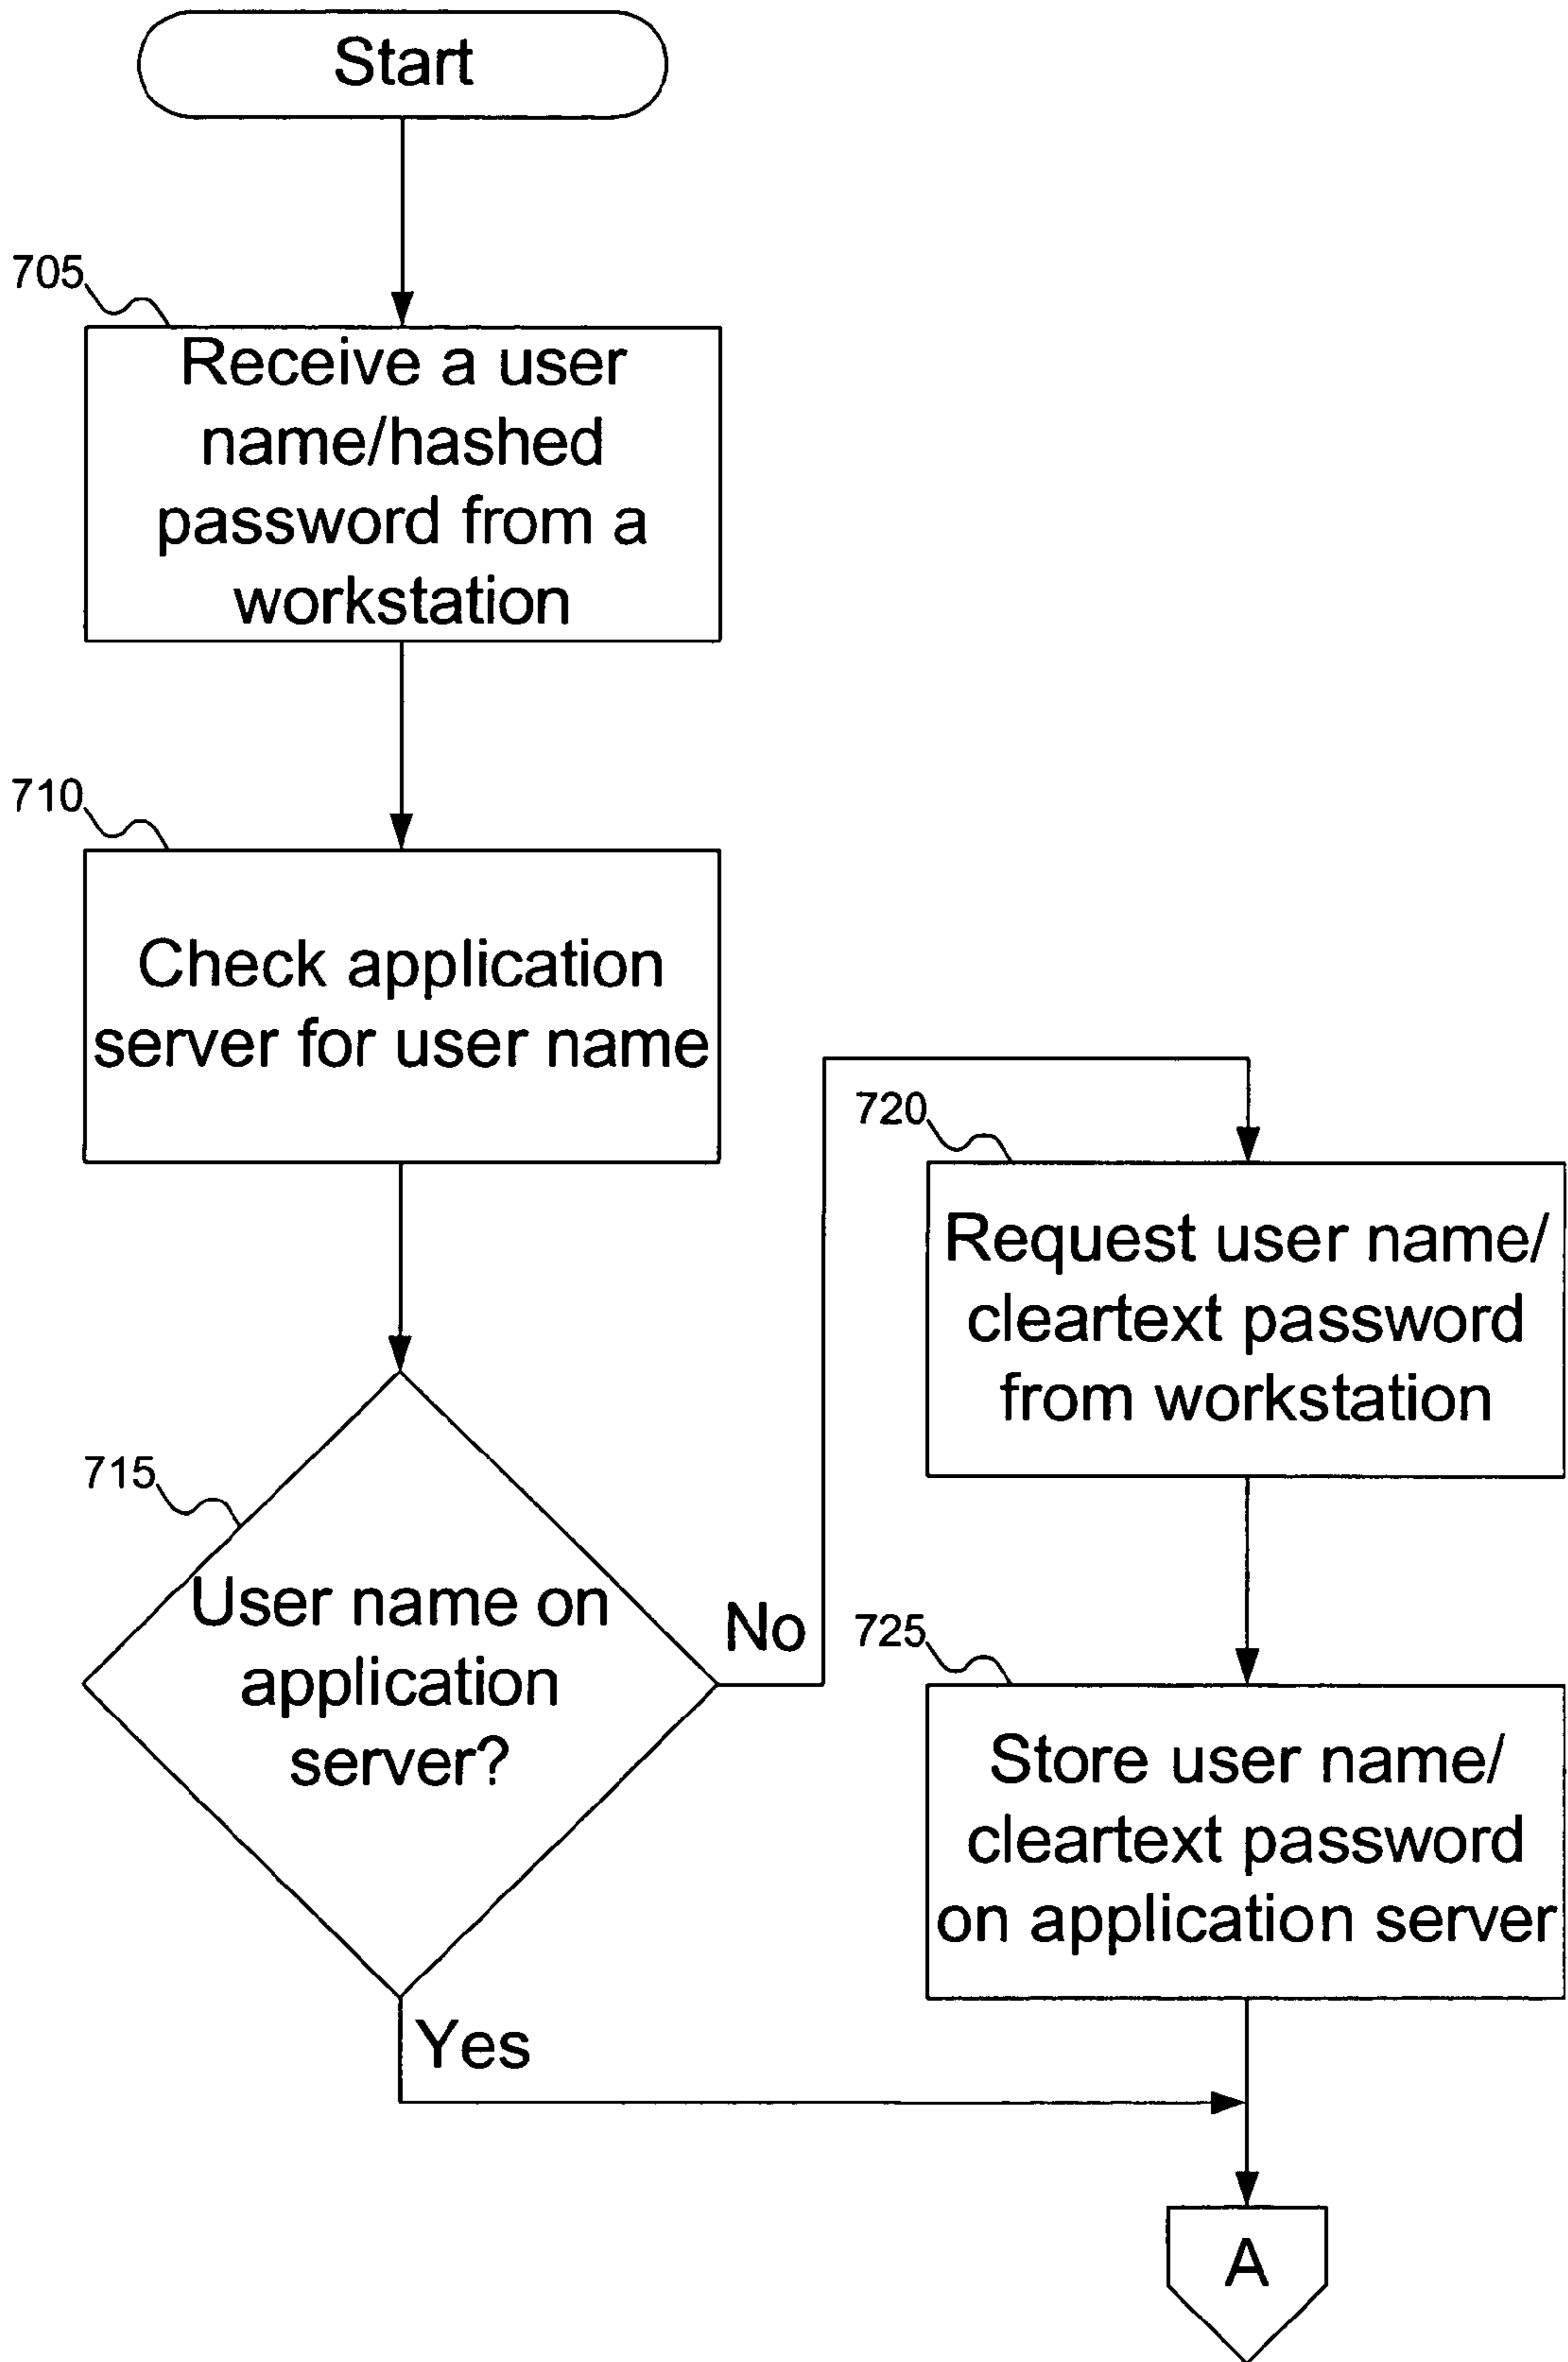 Start
705
Receive a user
name/hashed
password from a
workstation
710
Check application
server for user name
715
User name on
application
server?
No
Yes
720
Request user name/
cleartext password
from workstation
725
Store user name/
cleartext password
on application server
A